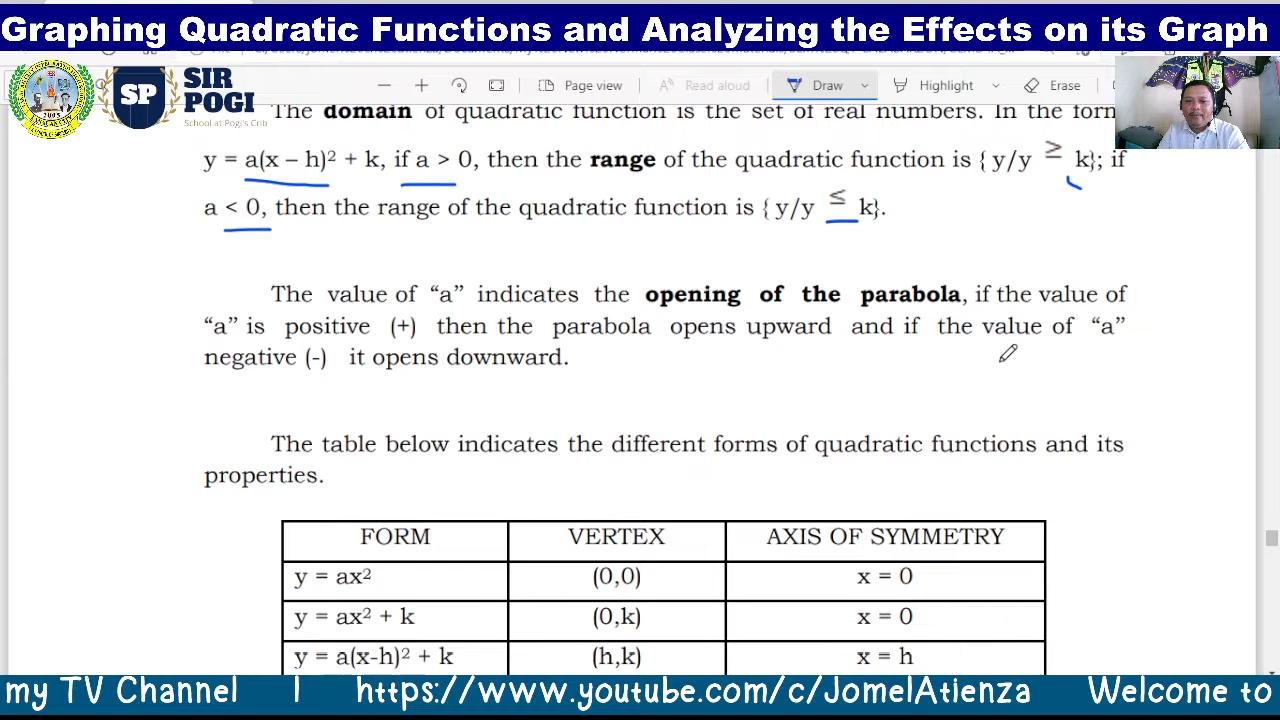 Graphing Quadratic Functions and Analyzing the Effects on its Graph
SP
SIR
POGI
School at Pogi's Crib
Page view
Read aloud
Draw
Highlight
Erase
The domain of quadratic function is the set of real numbers. In the form
y = a(x – h)² + k, if a > 0, then the range of the quadratic function is { y/y ≥ k}; if
a < 0, then the range of the quadratic function is { y/y ≤ k}.
The value of “a” indicates the opening of the parabola, if the value of
“a” is positive (+) then the parabola opens upward and if the value of “a”
negative (-) it opens downward.
The table below indicates the different forms of quadratic functions and its
properties.
FORM VERTEX AXIS OF SYMMETRY
y = ax² (0,0) x = 0
y = ax² + k (0,k) x = 0
y = a(x-h)² + k (h,k) x = h
my TV Channel | https://www.youtube.com/c/JomelAtienza Welcome to